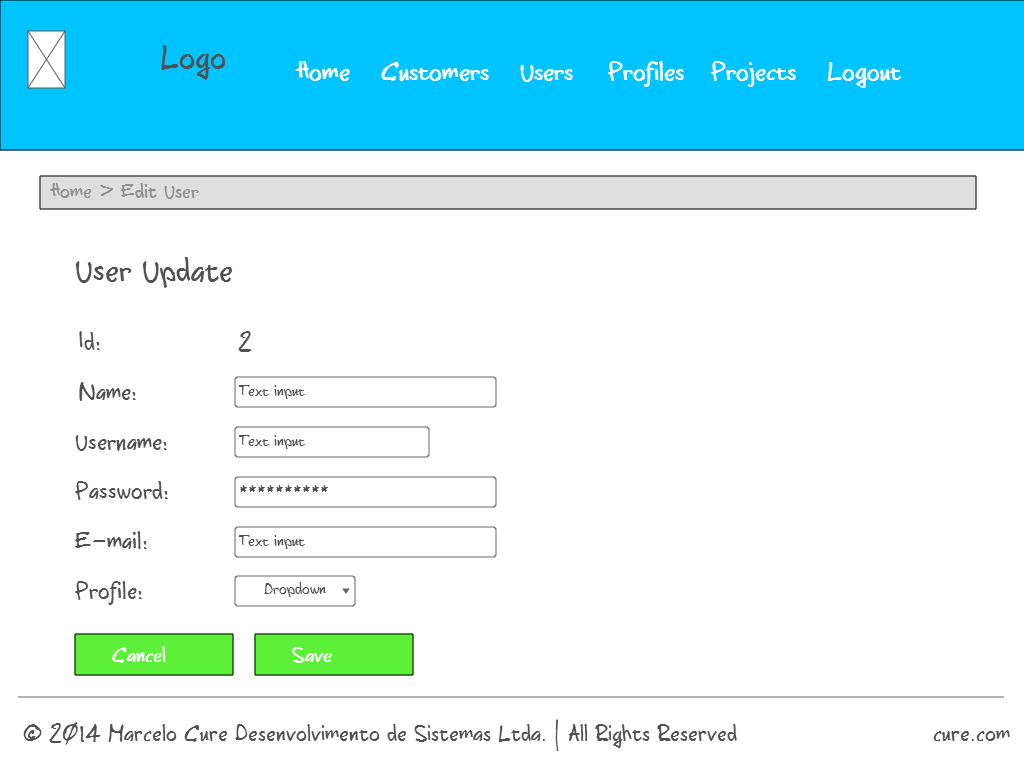 Logo
Home Customers Users Profiles Projects Logout
Home > Edit User
User Update
Id: 2
Name: Text input
Username: Text input
Password: **********
E-mail: Text input
Profile: Dropdown
Cancel Save
© 2014 Marcelo Cure Desenvolvimento de Sistemas Ltda. | All Rights Reserved cure.com